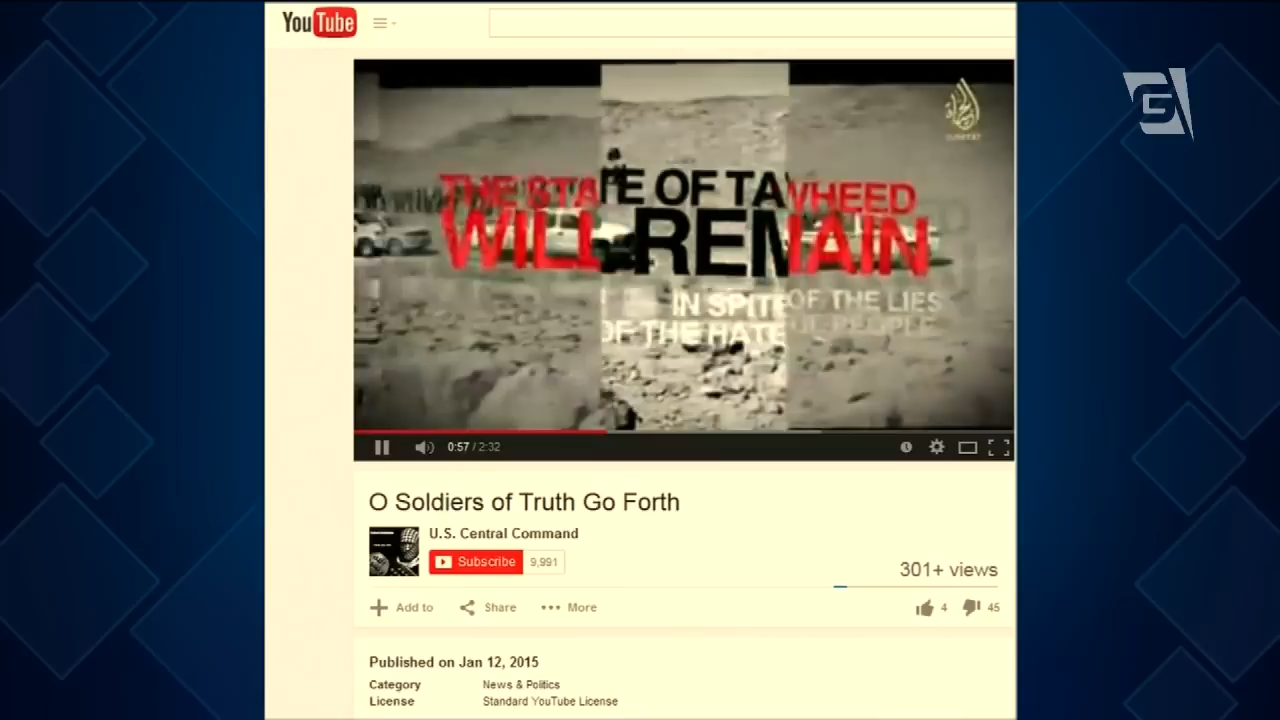 YouTube
THE STATE OF TAWHEED
WILL REMAIN
IN SPITE OF THE LIES
OF THE HATE
PEOPLE
0:57 / 2:32
O Soldiers of Truth Go Forth
U.S. Central Command
Subscribe 9,991
301+ views
Add to Share More 4 45
Published on Jan 12, 2015
Category News & Politics
License Standard YouTube License